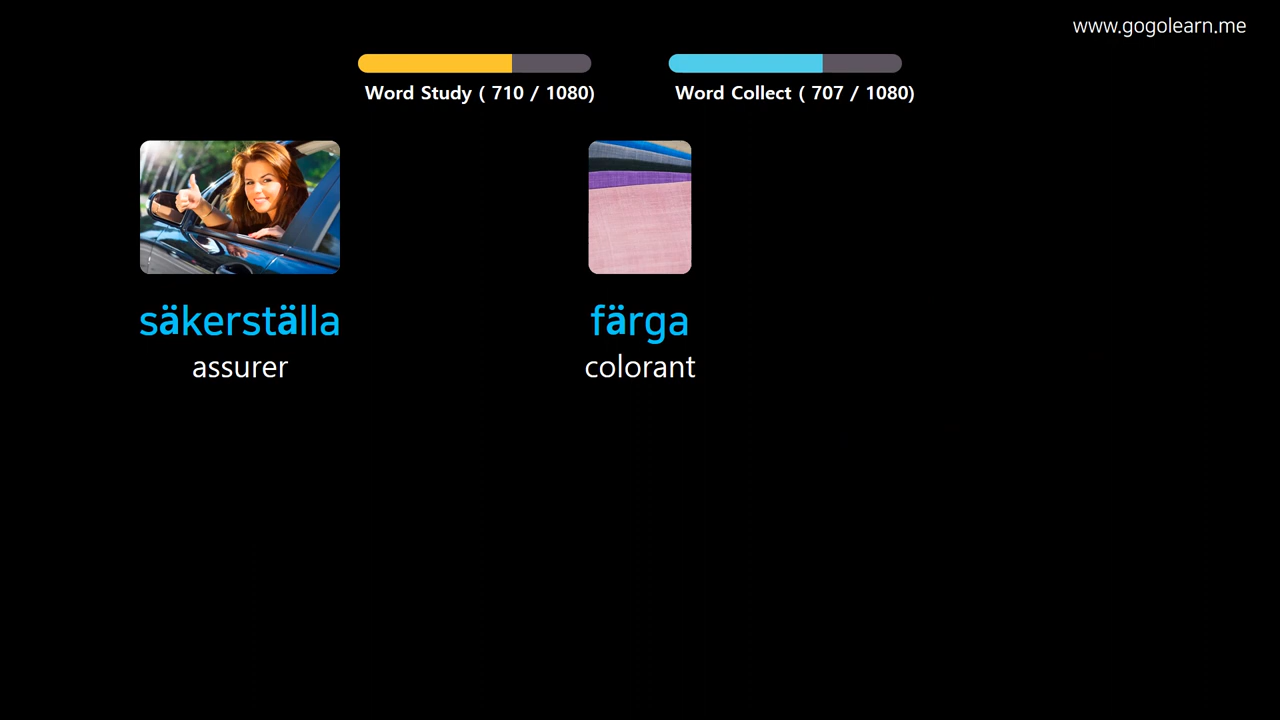 www.gogolearn.me
Word Study ( 710 / 1080)
Word Collect ( 707 / 1080)
säkerställa
färga
assurer
colorant